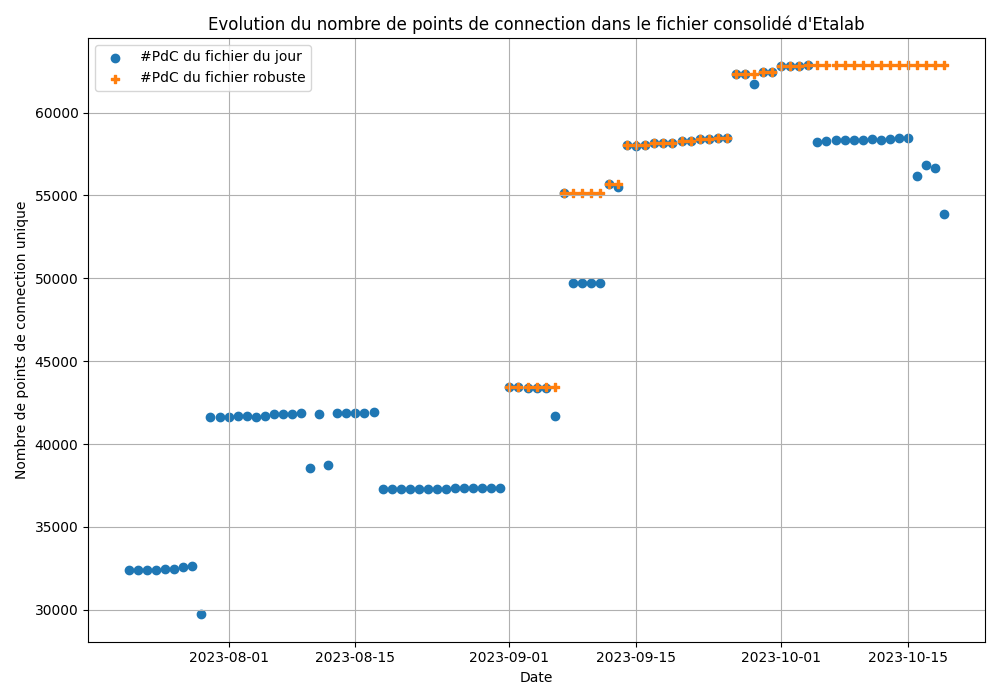 Evolution du nombre de points de connection dans le fichier consolidé d'Etalab
#PdC du fichier du jour
#PdC du fichier robuste
60000
55000
50000
45000
40000
35000
30000
Nombre de points de connection unique
2023-08-01 2023-08-15 2023-09-01 2023-09-15 2023-10-01 2023-10-15
Date